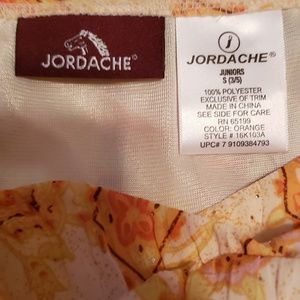 JORDACHE®
JORDACHE®
JUNIORS
S (3/5)
100% POLYESTER
EXCLUSIVE OF TRIM
MADE IN CHINA
SEE SIDE FOR CARE
RN 65199
COLOR: ORANGE
STYLE # 16K103A
UPC# 7 9109384793